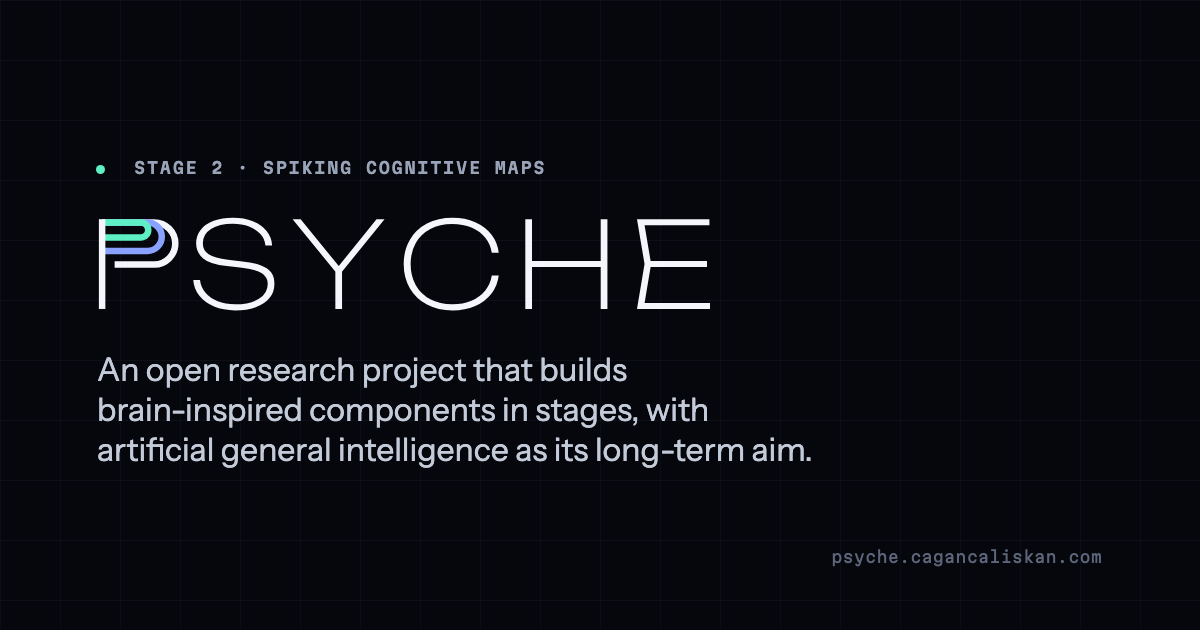 STAGE 2 · SPIKING COGNITIVE MAPS
PSYCHE
An open research project that builds
brain-inspired components in stages, with
artificial general intelligence as its long-term aim.
psyche.cagancaliskan.com